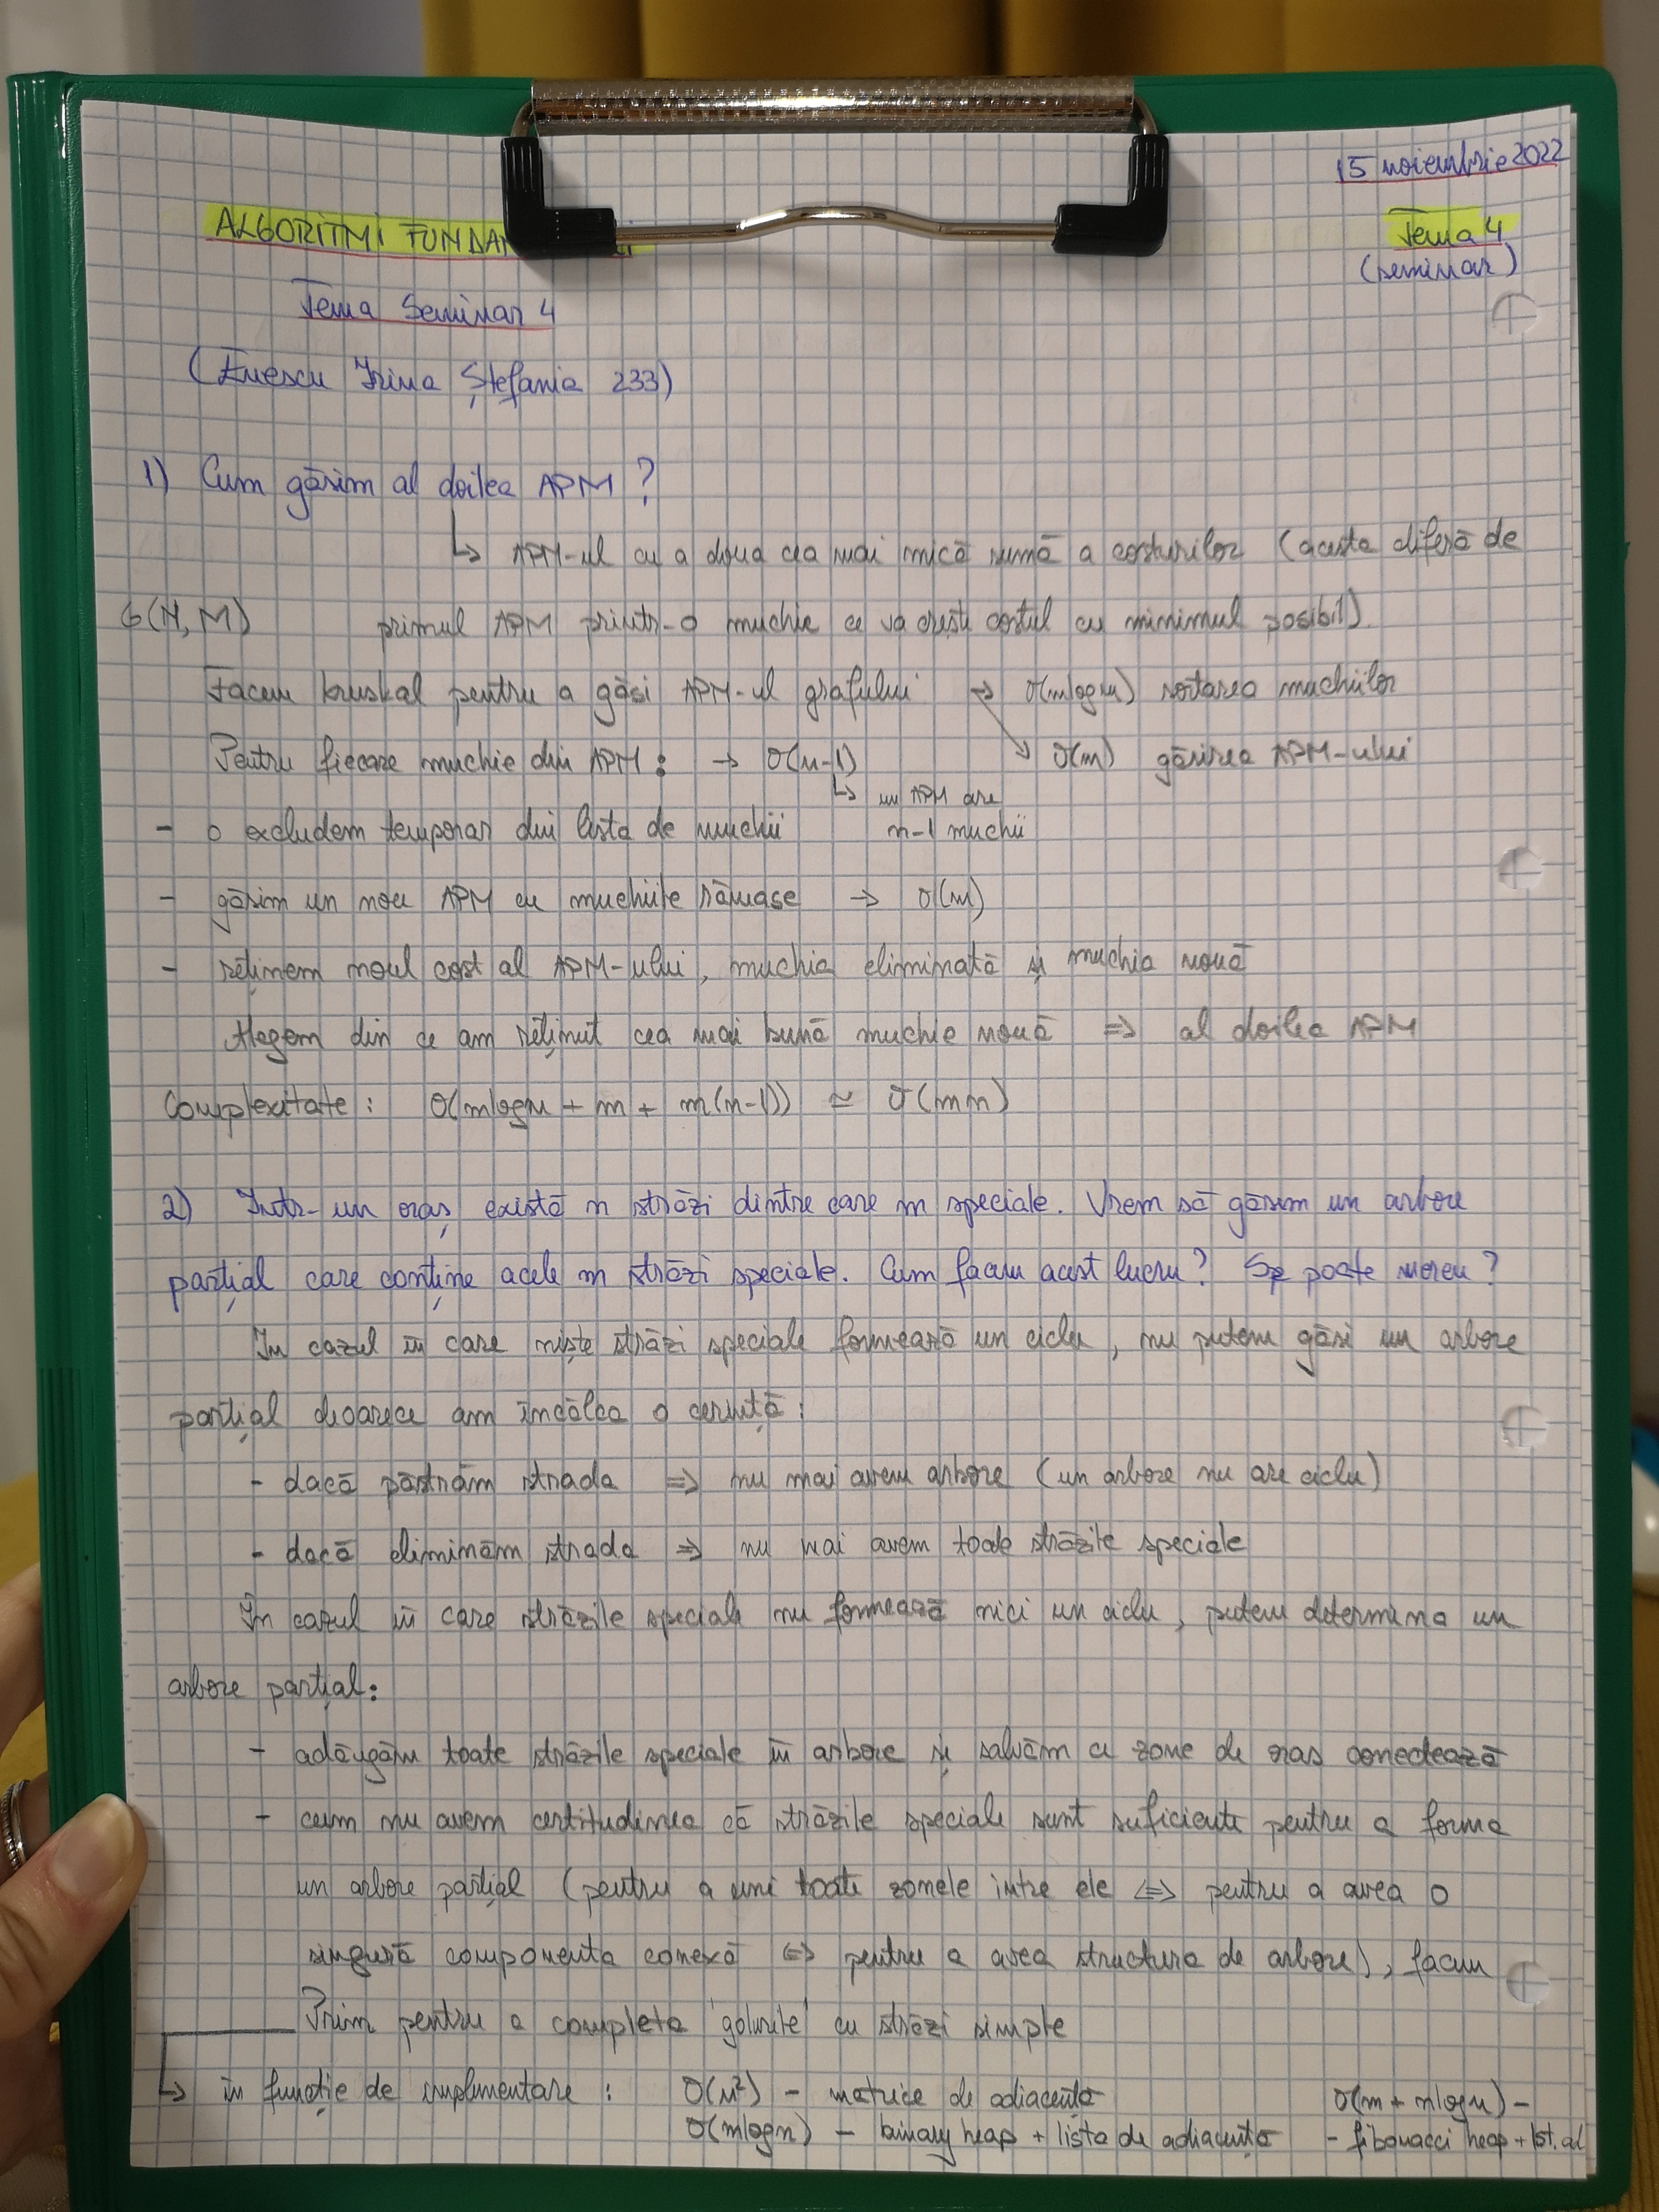 15 noiembrie 2022
ALGORITMI
Tema 4
(seminar)
Tema Seminar 4
(Enescu Irina Ștefania 233)
1) Cum găsim al doilea APM?
↳ APM-ul cu a doua cea mai mică sumă a costurilor (acesta diferă de
G(N, M) primul APM printr-o muchie ce va crește costul cu minimul posibil).
Facem kruskal pentru a găsi APM-ul grafului → O(mlogn) sortarea muchiilor
Pentru fiecare muchie din APM: → O(n-1) ↘ O(m) găsirea APM-ului
↳ un APM are
n-1 muchii
- o excludem temporar din lista de muchii
- găsim un nou APM cu muchiile rămase → O(m)
- reținem noul cost al APM-ului, muchia eliminată și muchia nouă
Alegem din ce am reținut cea mai bună muchie nouă => al doilea APM
Complexitate: O(mlogn + m + m(n-1)) ≃ O(mn)
2) Într-un oraș există n străzi dintre care m speciale. Vrem să găsim un arbore
parțial care conține acele m străzi speciale. Cum facem acest lucru? Se poate mereu?
În cazul în care niște străzi speciale formează un ciclu, nu putem găsi un arbore
parțial deoarece am încălca o cerință:
- dacă păstrăm strada => nu mai avem arbore (un arbore nu are ciclu)
- dacă eliminăm strada => nu mai avem toate străzile speciale
În cazul în care străzile speciale nu formează nici un ciclu, putem determina un
arbore parțial:
- adăugăm toate străzile speciale în arbore și salvăm ce zone de oraș conectează
- cum nu avem certitudinea că străzile speciale sunt suficiente pentru a forma
un arbore parțial (pentru a uni toate zonele între ele <=> pentru a avea o
singură componenta conexă <=> pentru a avea structura de arbore), facem
Prim pentru a completa 'golurile' cu străzi simple
↳ în funcție de implementare: O(n²) - matrice de adiacență O(m + nlogn) -
O(mlogn) - binary heap + lista de adiacență - fibonacci heap + list. ad